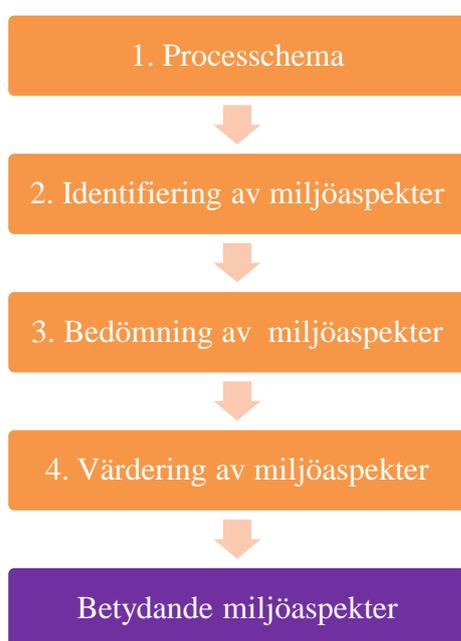 1. Processchema
2. Identifiering av miljöaspekter
3. Bedömning av miljöaspekter
4. Värdering av miljöaspekter
Betydande miljöaspekter